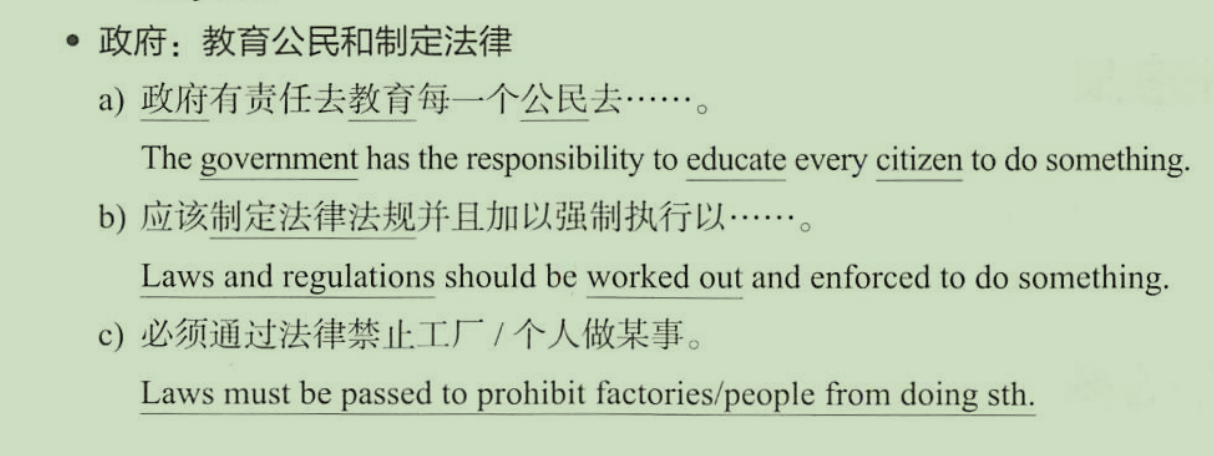 • 政府：教育公民和制定法律
a) 政府有责任去教育每一个公民去……。
The government has the responsibility to educate every citizen to do something.
b) 应该制定法律法规并且加以强制执行以……。
Laws and regulations should be worked out and enforced to do something.
c) 必须通过法律禁止工厂 / 个人做某事。
Laws must be passed to prohibit factories/people from doing sth.